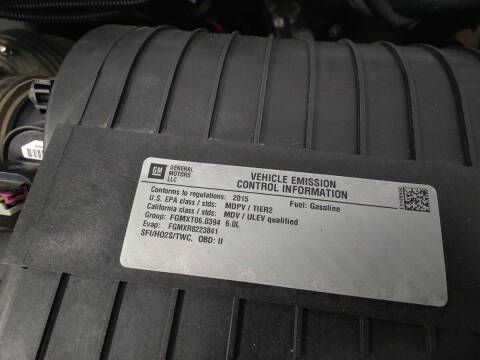 GM GENERAL MOTORS LLC
VEHICLE EMISSION
CONTROL INFORMATION
Conforms to regulations: 2015 Fuel: Gasoline
U.S. EPA class / stds: MDPV / TIER2
California class / stds: MDV / ULEV qualified
Group: FGMXT06.0394 6.0L
Evap: FGMXR0223841
SFI/HO2S/TWC, OBD: II